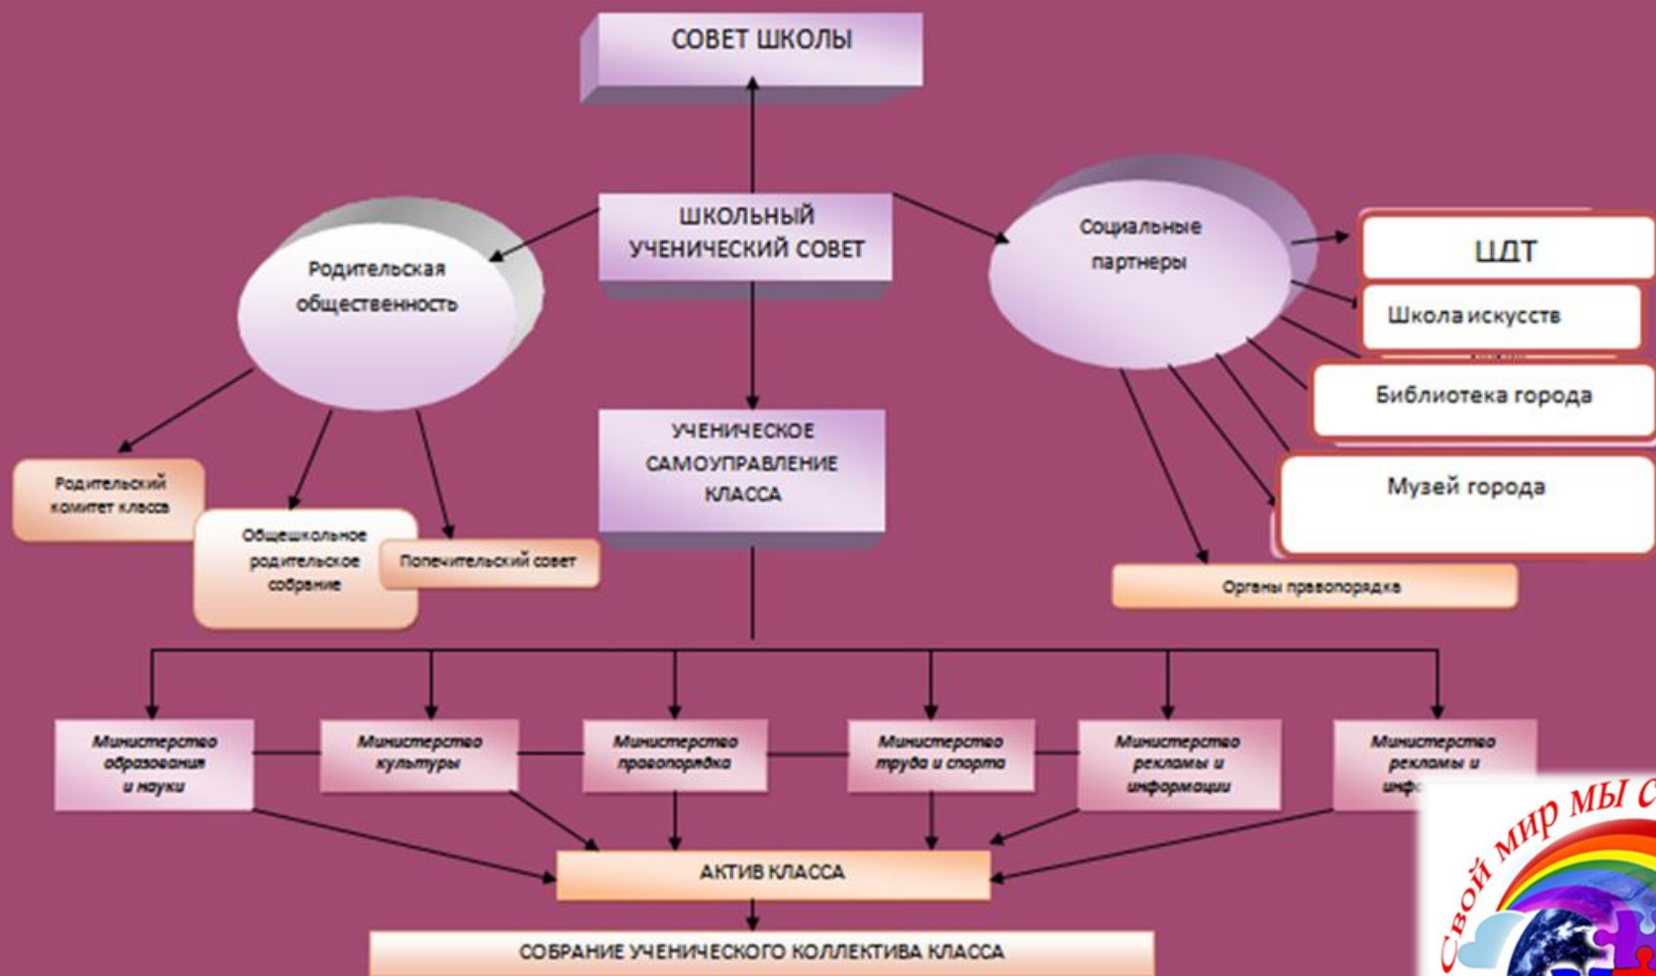 СОВЕТ ШКОЛЫ
ШКОЛЬНЫЙ
УЧЕНИЧЕСКИЙ СОВЕТ
Родительская
общественность
Социальные
партнеры
ЦДТ
Школа искусств
Библиотека города
Музей города
Органы правопорядка
Родительский
комитет класса
Общешкольное
родительское
собрание
Попечительский совет
УЧЕНИЧЕСКОЕ
САМОУПРАВЛЕНИЕ
КЛАССА
Министерство
образования
и науки
Министерство
культуры
Министерство
правопорядка
Министерство
труда и спорта
Министерство
рекламы и
информации
Министерство
рекламы и
АКТИВ КЛАССА
СОБРАНИЕ УЧЕНИЧЕСКОГО КОЛЛЕКТИВА КЛАССА
Свой мир МЫ